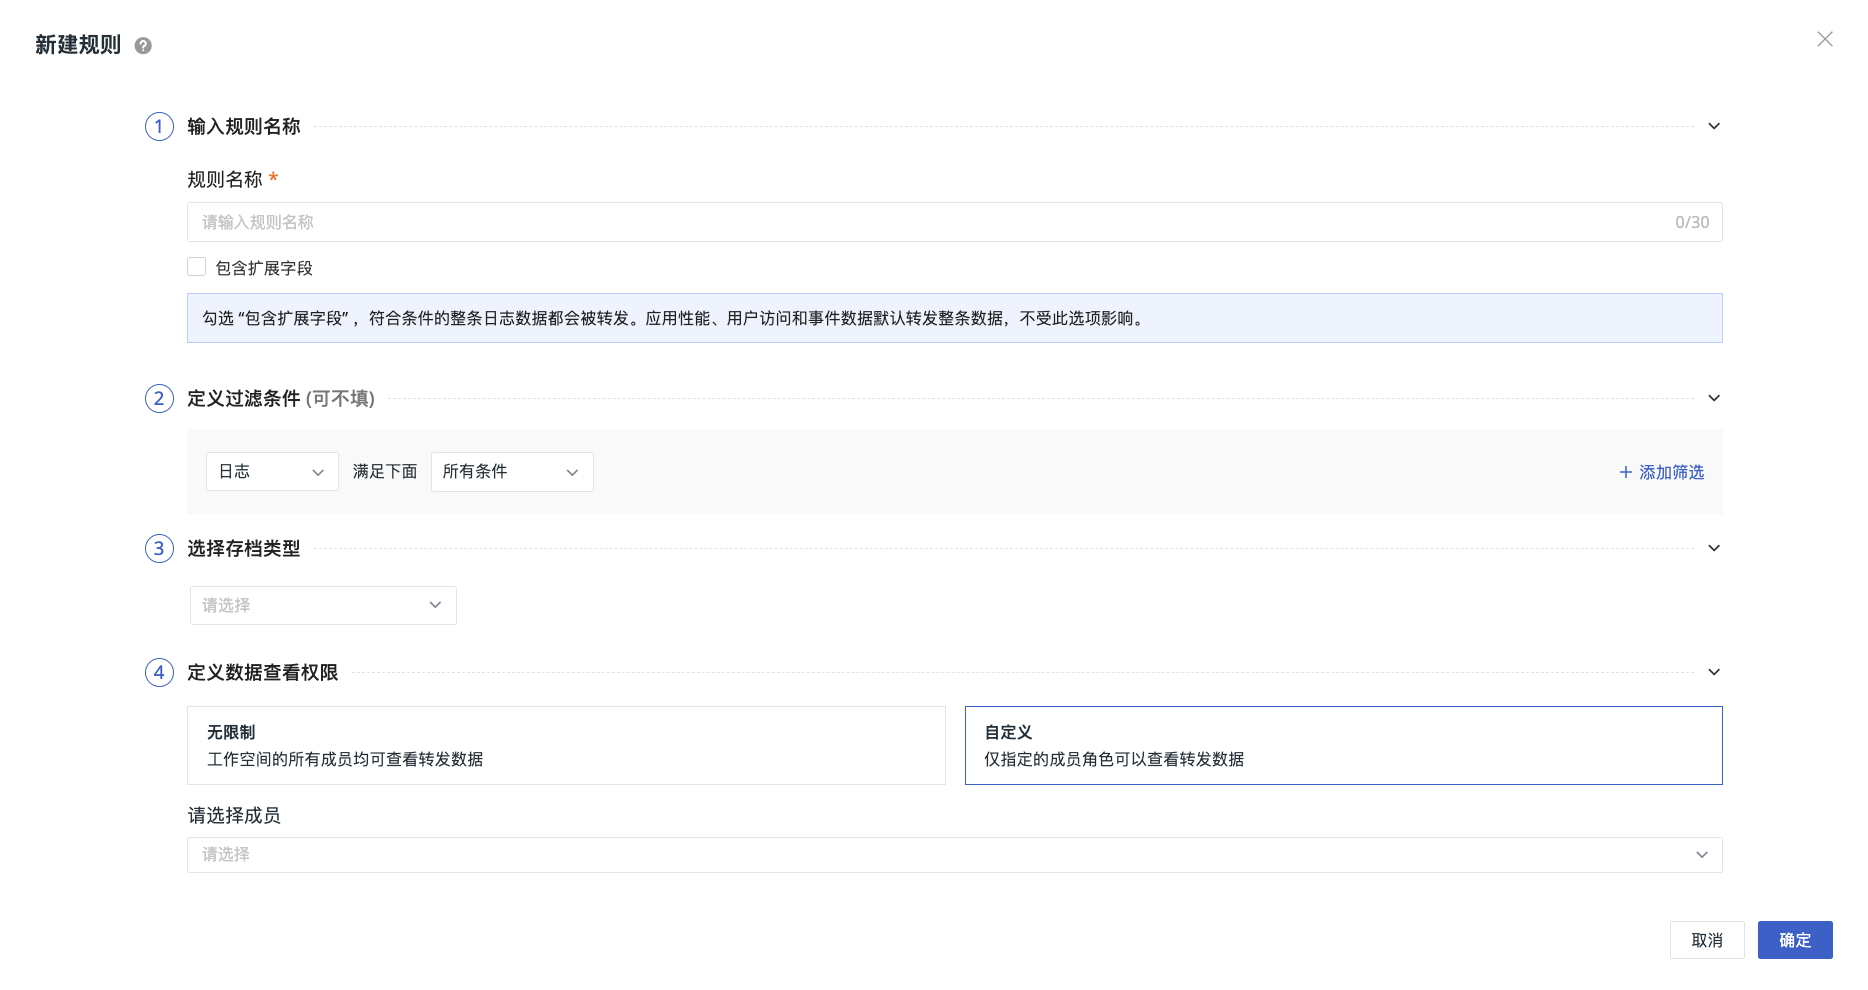 新建规则 ?
1 输入规则名称
规则名称 *
请输入规则名称 0/30
包含扩展字段
勾选 “包含扩展字段” ，符合条件的整条日志数据都会被转发。应用性能、用户访问和事件数据默认转发整条数据，不受此选项影响。
2 定义过滤条件 (可不填)
日志 满足下面 所有条件 + 添加筛选
3 选择存档类型
请选择
4 定义数据查看权限
无限制
工作空间的所有成员均可查看转发数据
自定义
仅指定的成员角色可以查看转发数据
请选择成员
请选择
取消 确定